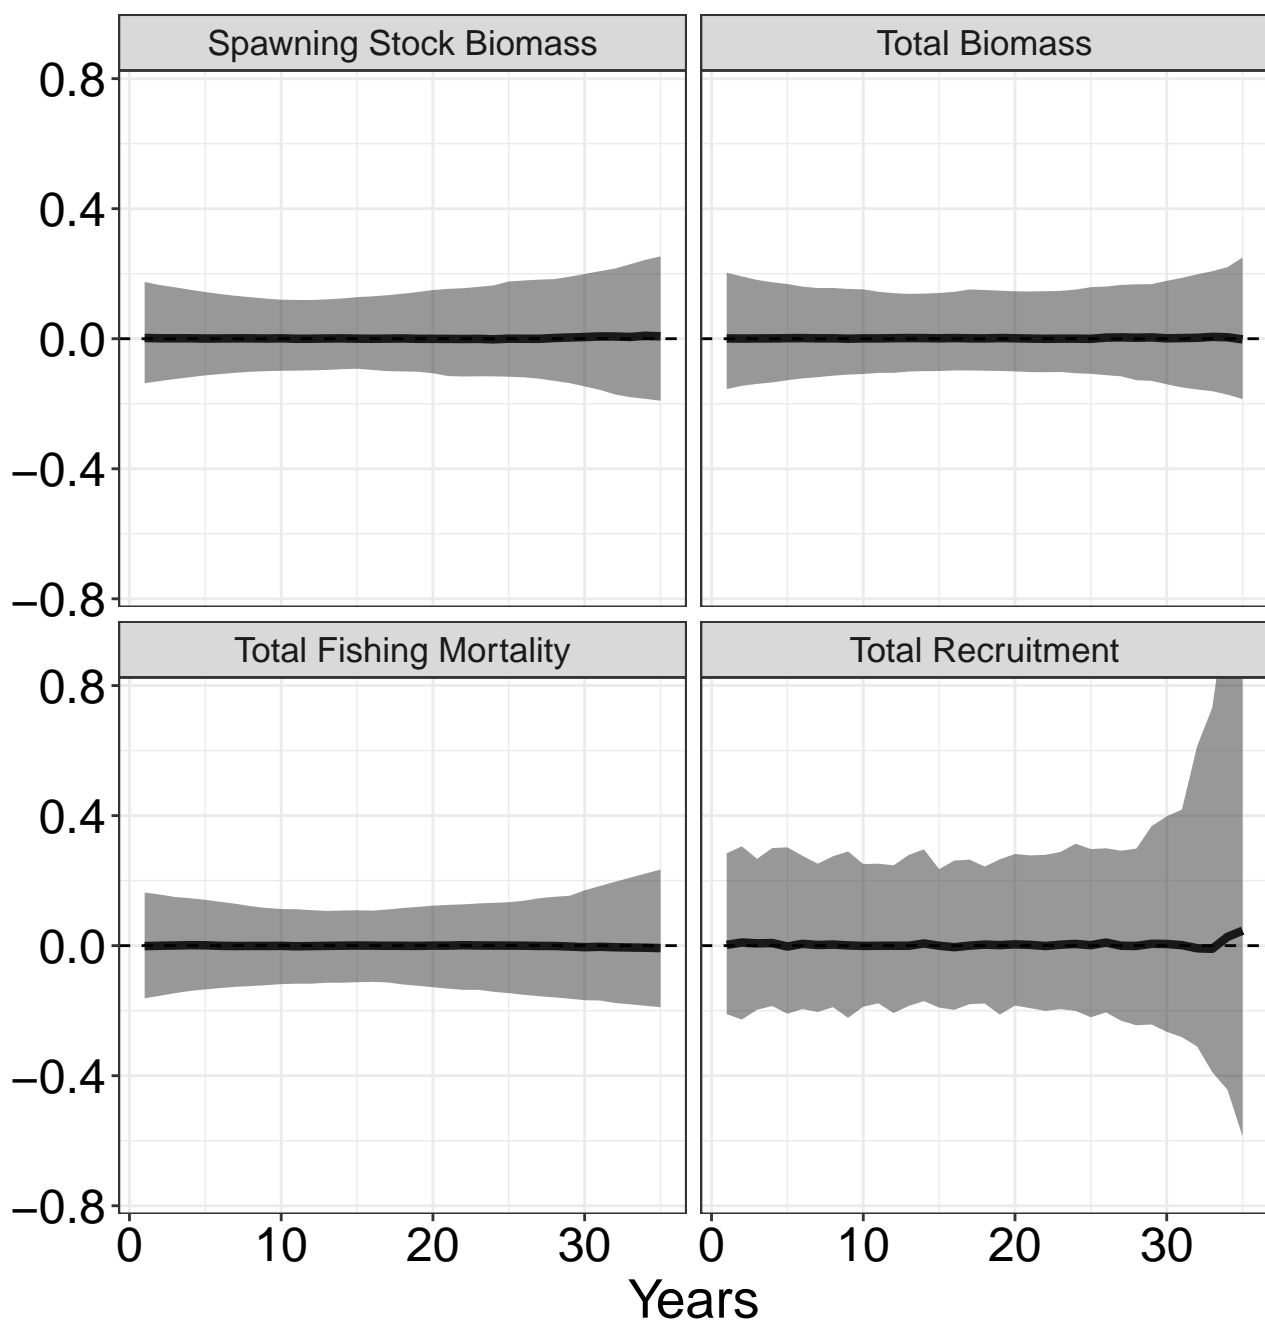 Spawning Stock Biomass
Total Biomass
0.8
0.4
0.0
−0.4
−0.8
Total Fishing Mortality
Total Recruitment
0.8
0.4
0.0
−0.4
−0.8
0 10 20 30
0 10 20 30
Years